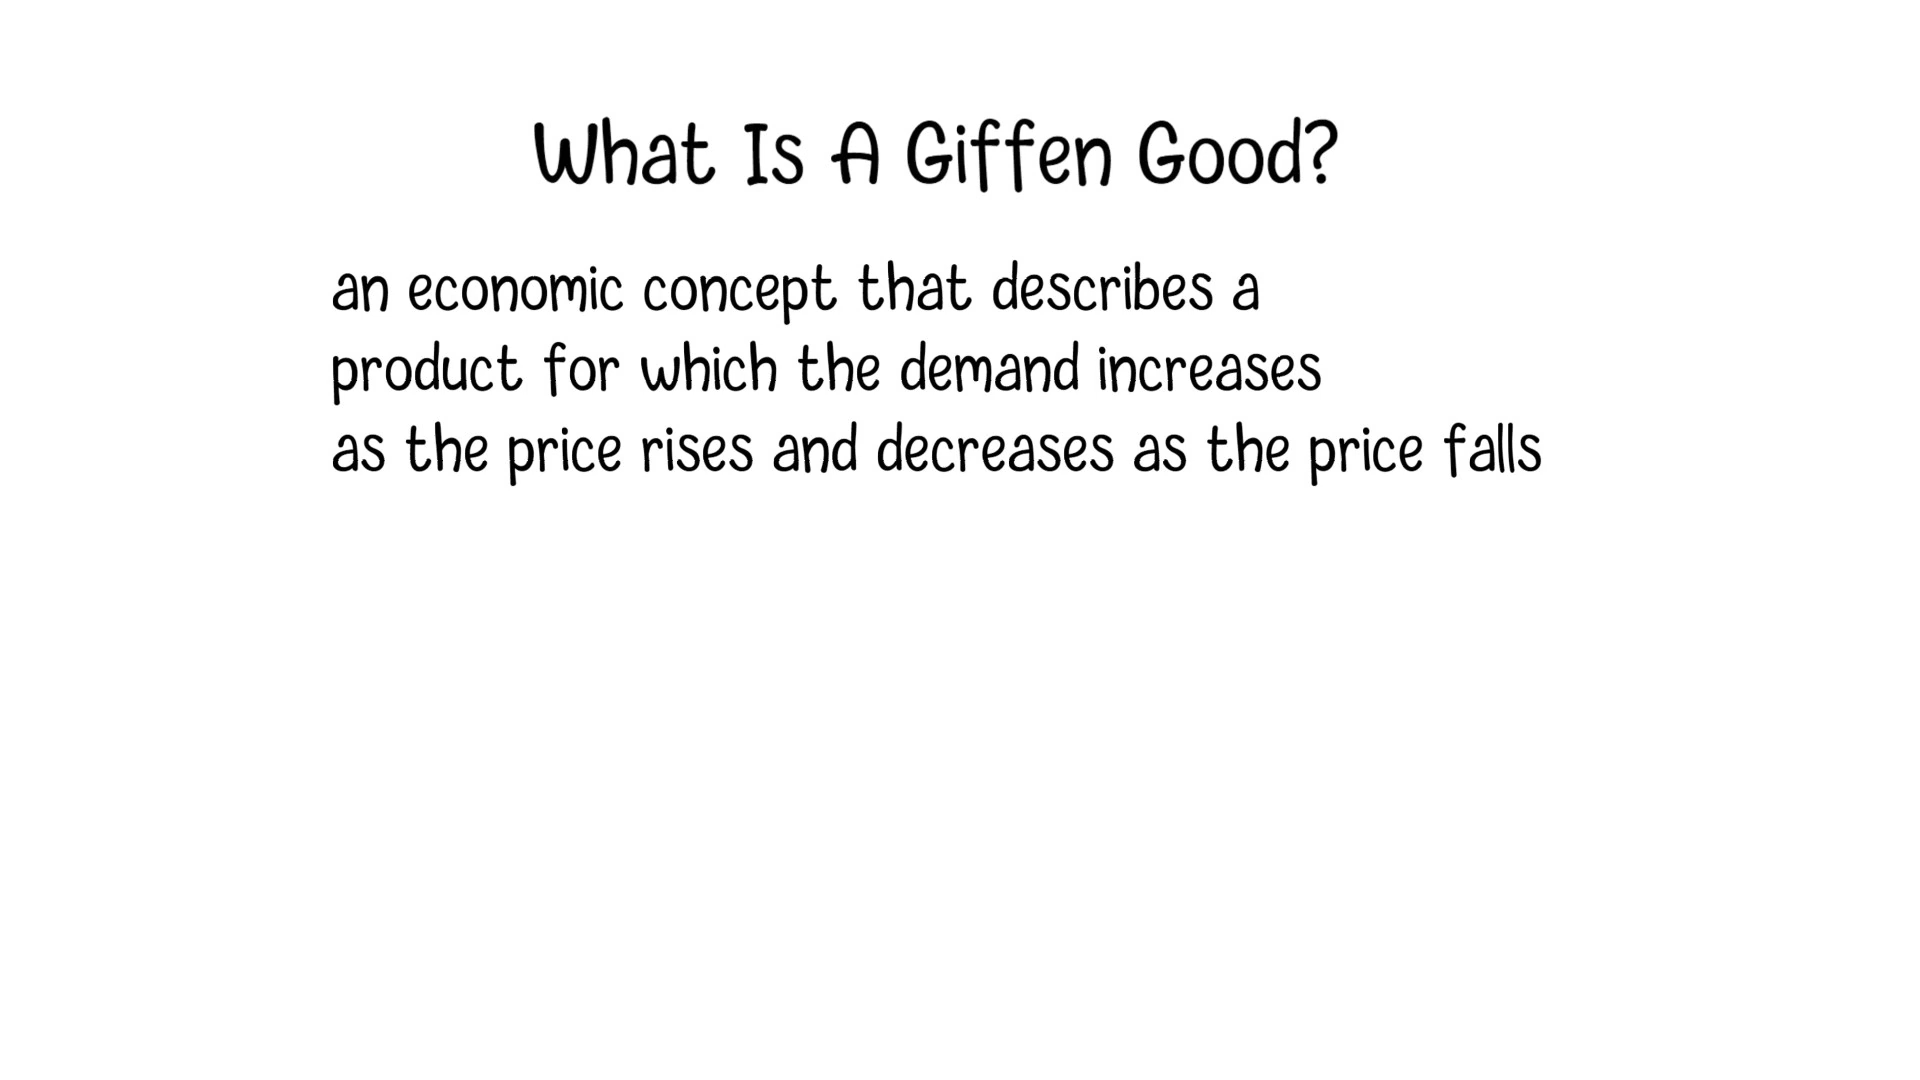 What Is A Giffen Good?
an economic concept that describes a
product for which the demand increases
as the price rises and decreases as the price falls